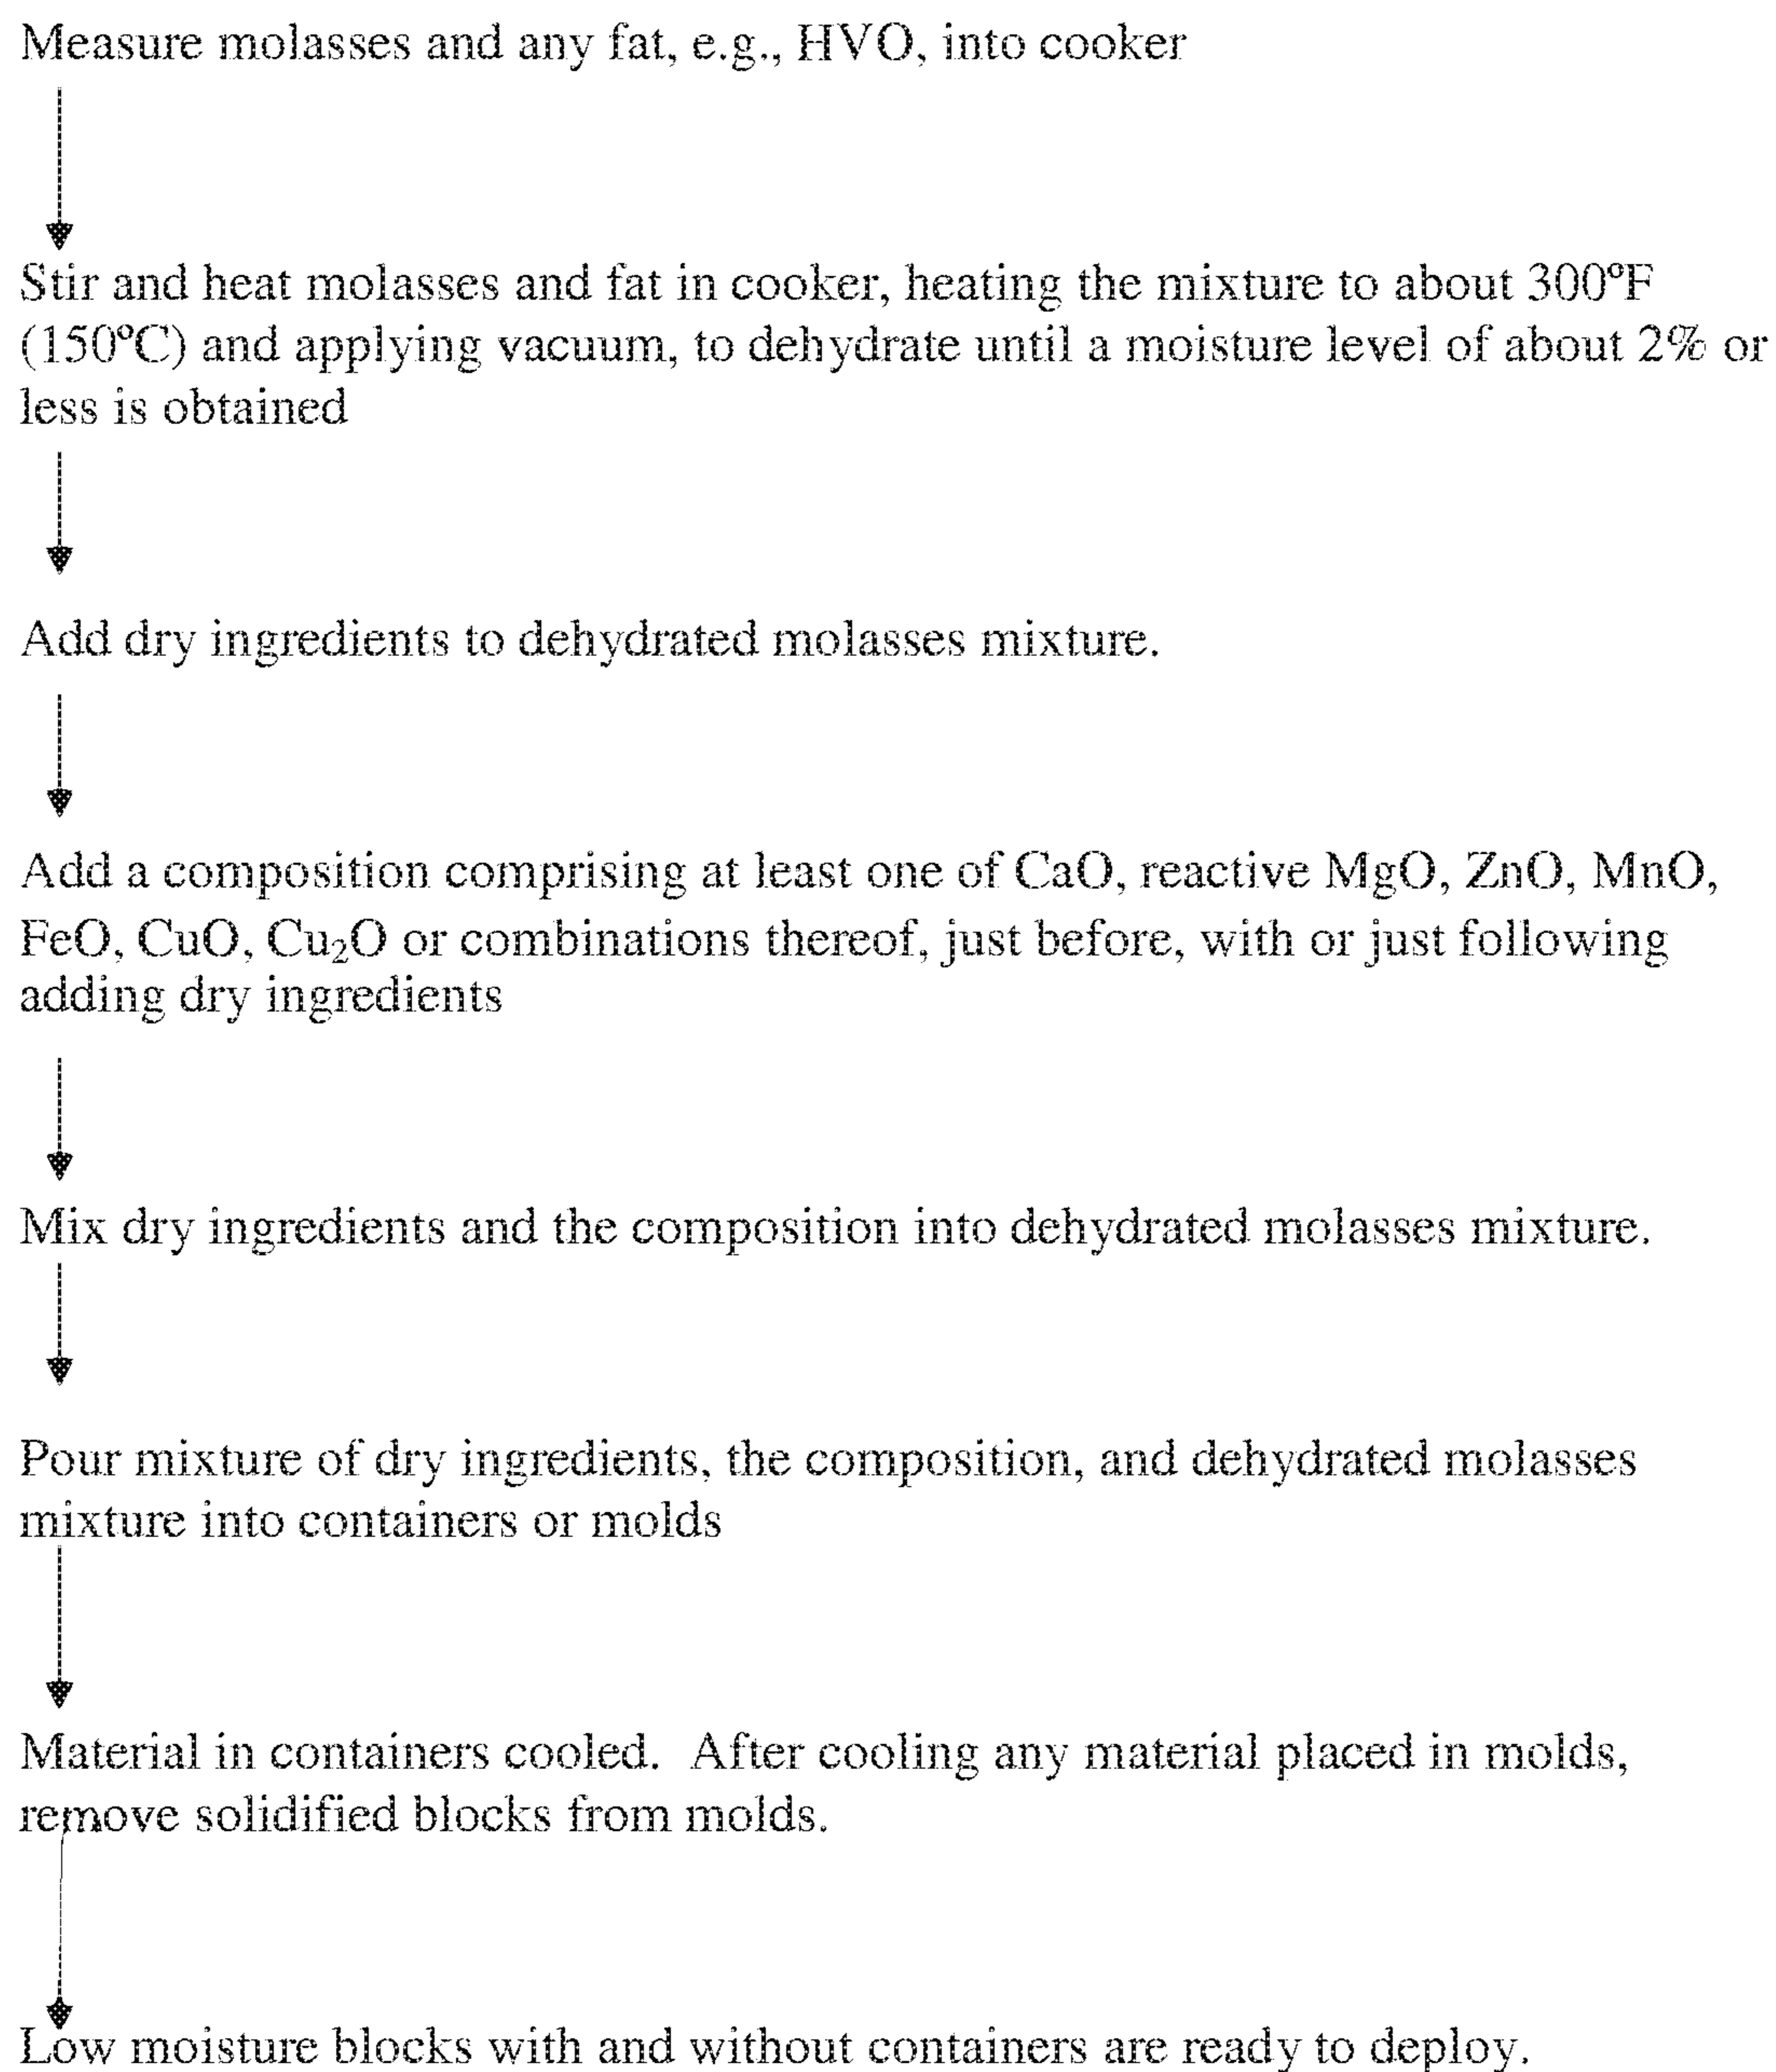 Measure molasses and any fat, e.g., HVO, into cooker
Stir and heat molasses and fat in cooker, heating the mixture to about 300ºF
(150ºC) and applying vacuum, to dehydrate until a moisture level of about 2% or
less is obtained
Add dry ingredients to dehydrated molasses mixture.
Add a composition comprising at least one of CaO, reactive MgO, ZnO, MnO,
FeO, CuO, Cu₂O or combinations thereof, just before, with or just following
adding dry ingredients
Mix dry ingredients and the composition into dehydrated molasses mixture.
Pour mixture of dry ingredients, the composition, and dehydrated molasses
mixture into containers or molds
Material in containers cooled.  After cooling any material placed in molds,
remove solidified blocks from molds.
Low moisture blocks with and without containers are ready to deploy.